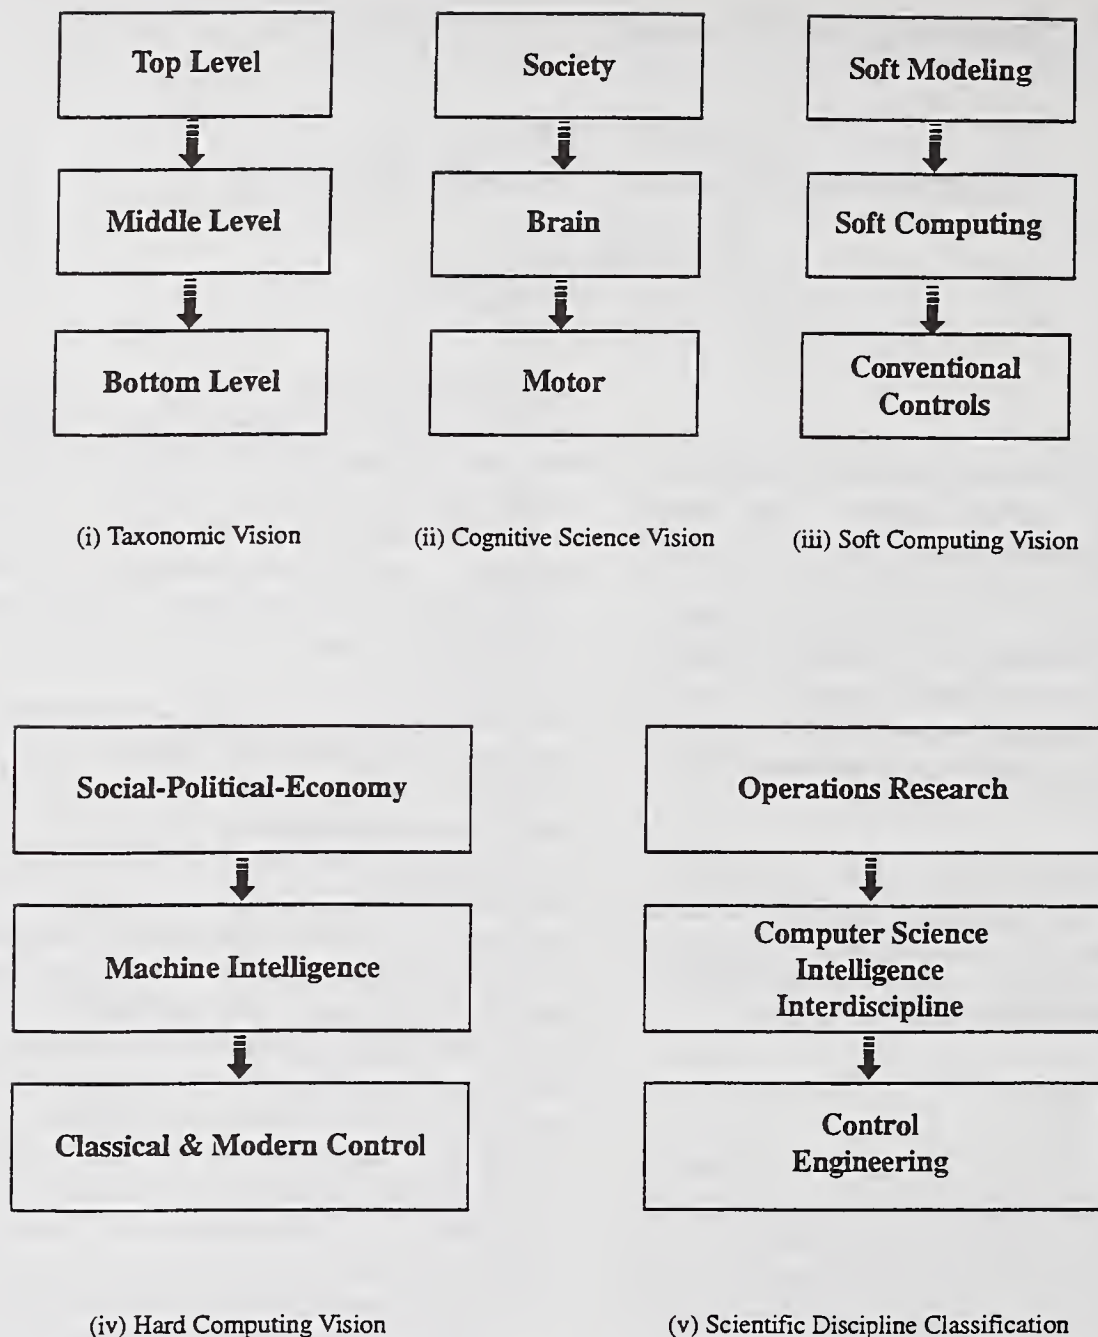 Top Level
Middle Level
Bottom Level
(i) Taxonomic Vision
Society
Brain
Motor
(ii) Cognitive Science Vision
Soft Modeling
Soft Computing
Conventional
Controls
(iii) Soft Computing Vision
Social-Political-Economy
Machine Intelligence
Classical & Modern Control
(iv) Hard Computing Vision
Operations Research
Computer Science
Intelligence
Interdiscipline
Control
Engineering
(v) Scientific Discipline Classification